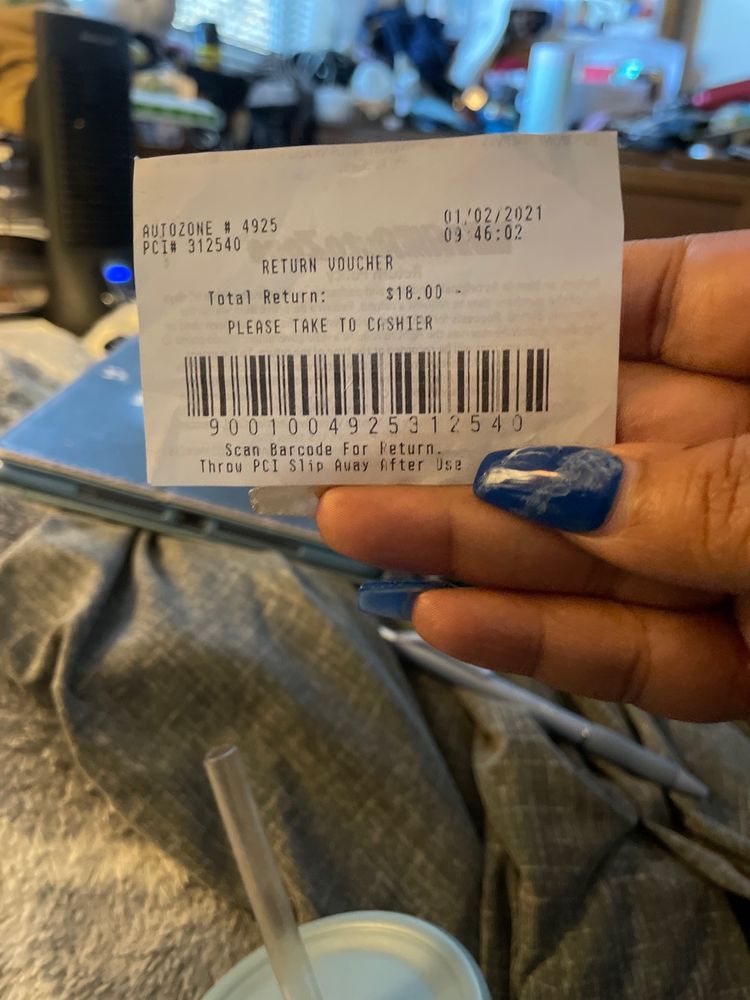 AUTOZONE # 4925
01/02/2021
PCI# 312540
09:46:02
RETURN VOUCHER
Total Return: $18.00 -
PLEASE TAKE TO CASHIER
9001004925312540
Scan Barcode For Return.
Throw PCI Slip Away After Use